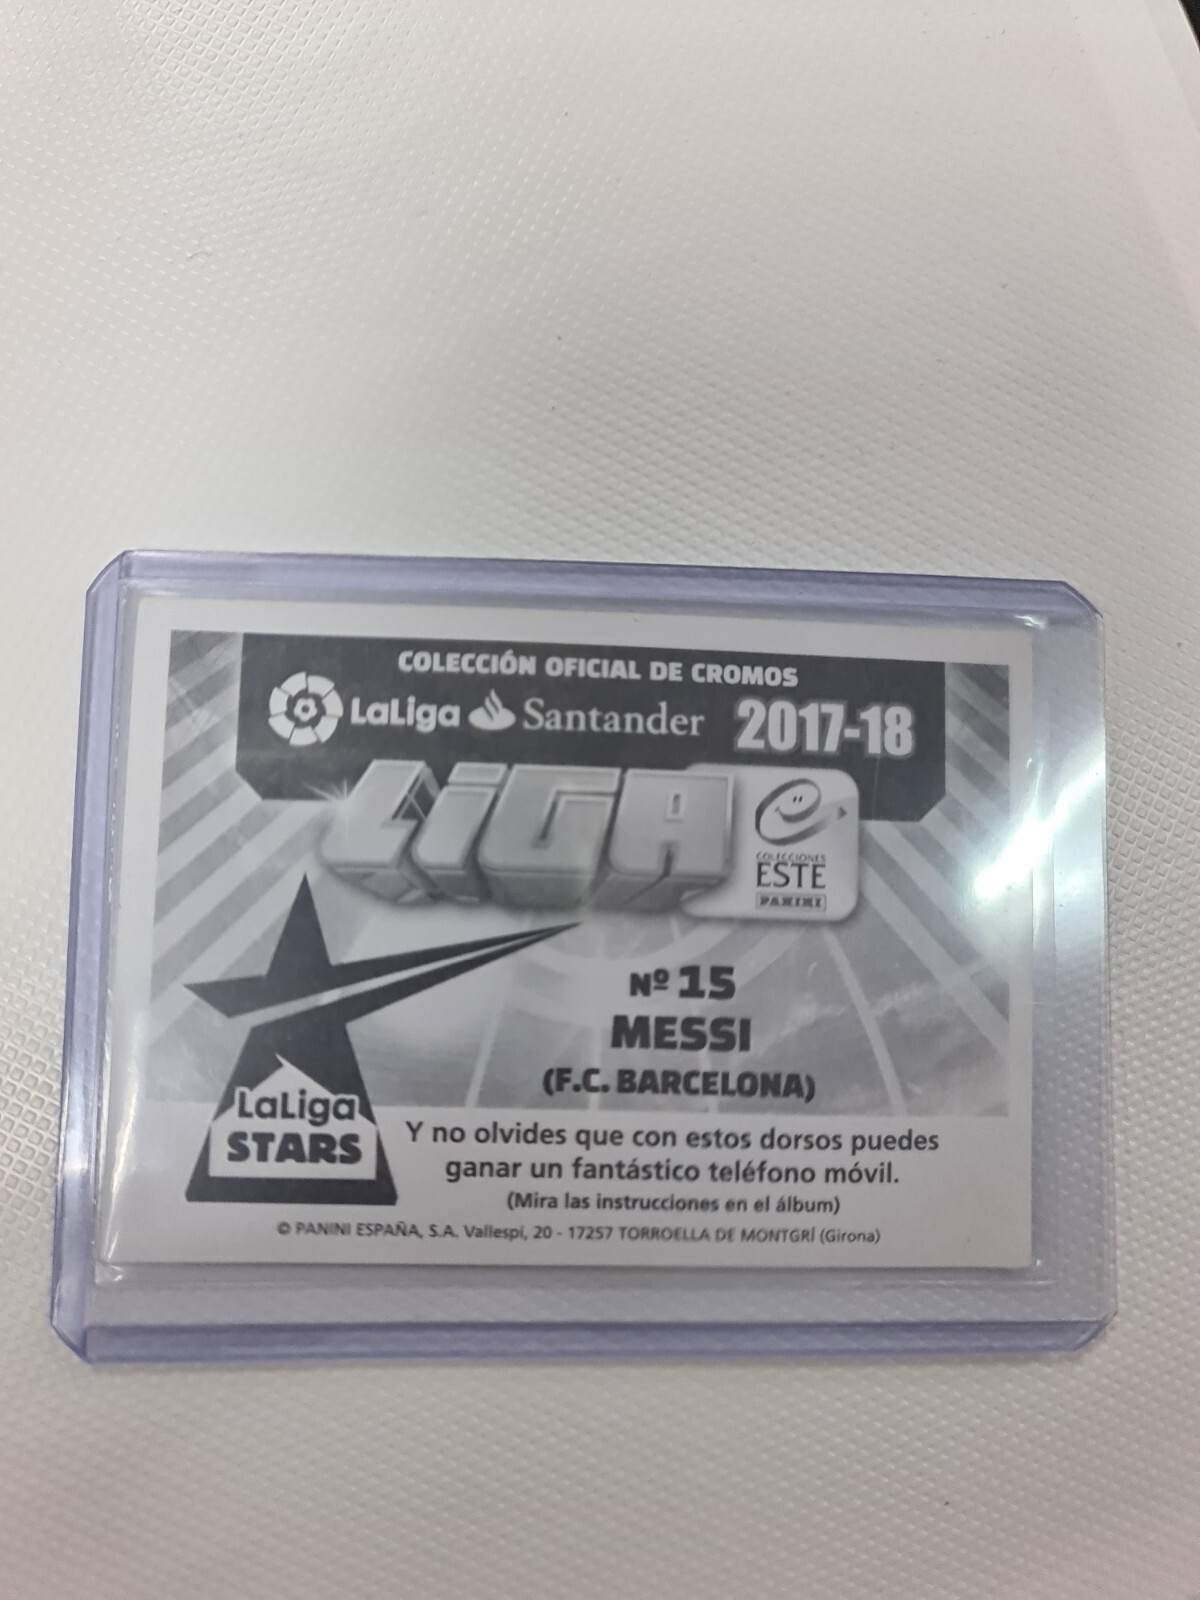 COLECCIÓN OFICIAL DE CROMOS
LaLiga Santander 2017-18
LiGA
COLECCIONES
ESTE
PANINI
Nº 15
MESSI
(F.C. BARCELONA)
LaLiga
STARS
Y no olvides que con estos dorsos puedes
ganar un fantástico teléfono móvil.
(Mira las instrucciones en el álbum)
© PANINI ESPAÑA, S.A. Vallespí, 20 - 17257 TORROELLA DE MONTGRÍ (Girona)